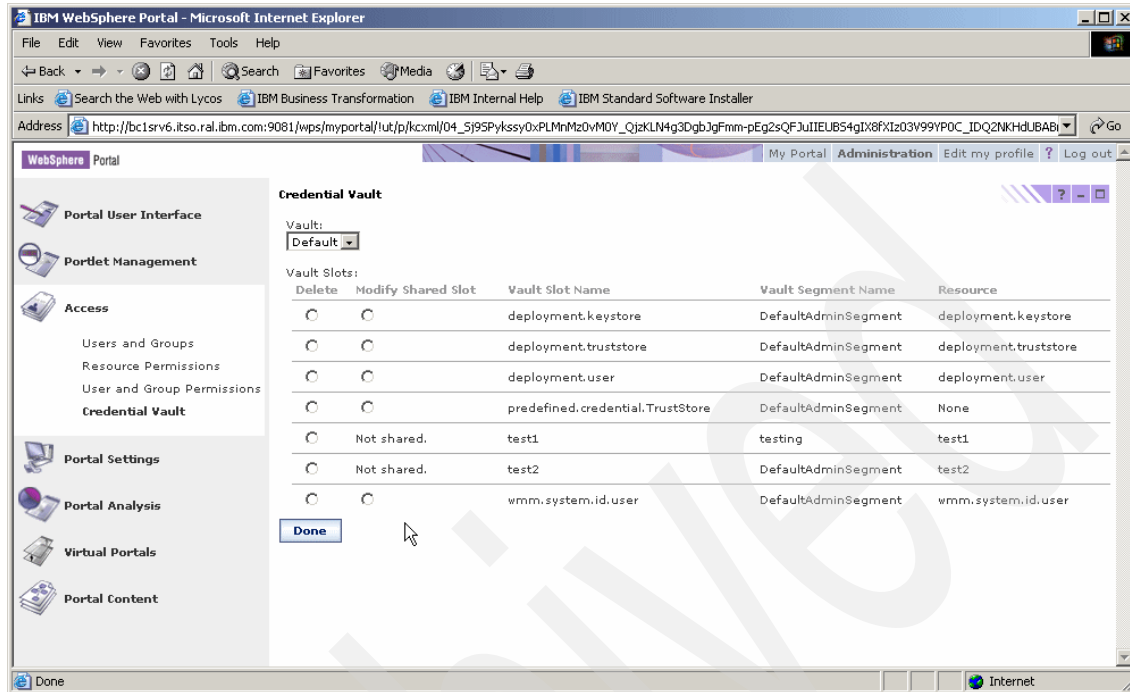 IBM WebSphere Portal - Microsoft Internet Explorer
File Edit View Favorites Tools Help
Back Search Favorites Media
Links Search the Web with Lycos IBM Business Transformation IBM Internal Help IBM Standard Software Installer
Address http://bc1srv6.itso.ral.ibm.com:9081/wps/myportal/!ut/p/kcxml/04_Sj9SPykssy0xPLMnMz0vM0Y_QjzKLN4g3DgbJgFmm-pEg2sQFJuIIEUBS4gIX8fXIz03V99YP0C_IDQ2NKHdUBAB Go
WebSphere Portal My Portal Administration Edit my profile ? Log out
Portal User Interface
Portlet Management
Access
Users and Groups
Resource Permissions
User and Group Permissions
Credential Vault
Portal Settings
Portal Analysis
Virtual Portals
Portal Content
Credential Vault ?
Vault:
Default
Vault Slots:
Delete Modify Shared Slot Vault Slot Name Vault Segment Name Resource
deployment.keystore DefaultAdminSegment deployment.keystore
deployment.truststore DefaultAdminSegment deployment.truststore
deployment.user DefaultAdminSegment deployment.user
predefined.credential.TrustStore DefaultAdminSegment None
Not shared. test1 testing test1
Not shared. test2 DefaultAdminSegment test2
wmm.system.id.user DefaultAdminSegment wmm.system.id.user
Done
Done Internet